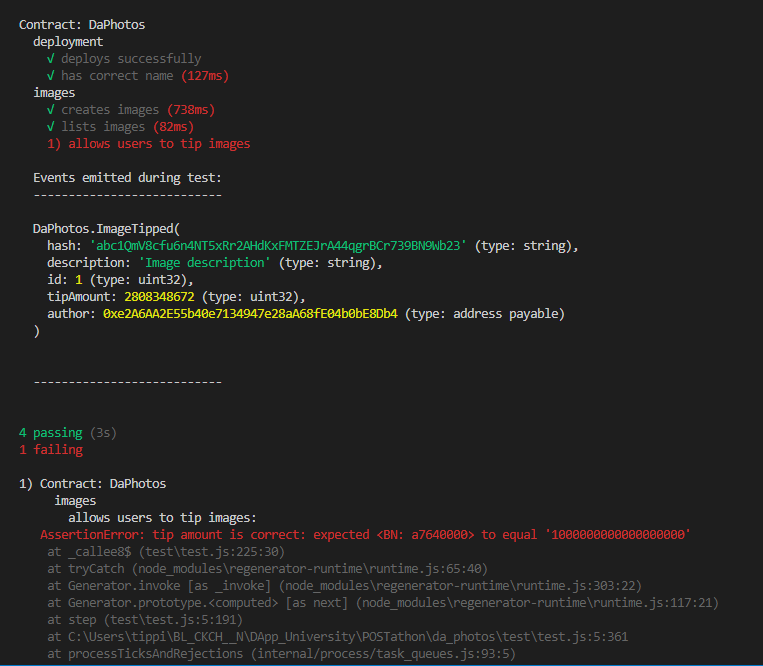 Contract: DaPhotos
deployment
√ deploys successfully
√ has correct name (127ms)
images
√ creates images (738ms)
√ lists images (82ms)
1) allows users to tip images
Events emitted during test:
---------------------------
DaPhotos.ImageTipped(
hash: 'abc1QmV8cfu6n4NT5xRr2AHdKxFMTZEJrA44qgrBCr739BN9Wb23' (type: string),
description: 'Image description' (type: string),
id: 1 (type: uint32),
tipAmount: 2808348672 (type: uint32),
author: 0xe2A6AA2E55b40e7134947e28aA68fE04b0bE8Db4 (type: address payable)
)
---------------------------
4 passing (3s)
1 failing
1) Contract: DaPhotos
images
allows users to tip images:
AssertionError: tip amount is correct: expected <BN: a7640000> to equal '1000000000000000000'
at _callee8$ (test\test.js:225:30)
at tryCatch (node_modules\regenerator-runtime\runtime.js:65:40)
at Generator.invoke [as _invoke] (node_modules\regenerator-runtime\runtime.js:303:22)
at Generator.prototype.<computed> [as next] (node_modules\regenerator-runtime\runtime.js:117:21)
at step (test\test.js:5:191)
at C:\Users\tippi\BL_CKCH__N\DApp_University\POSTathon\da_photos\test\test.js:5:361
at processTicksAndRejections (internal/process/task_queues.js:93:5)